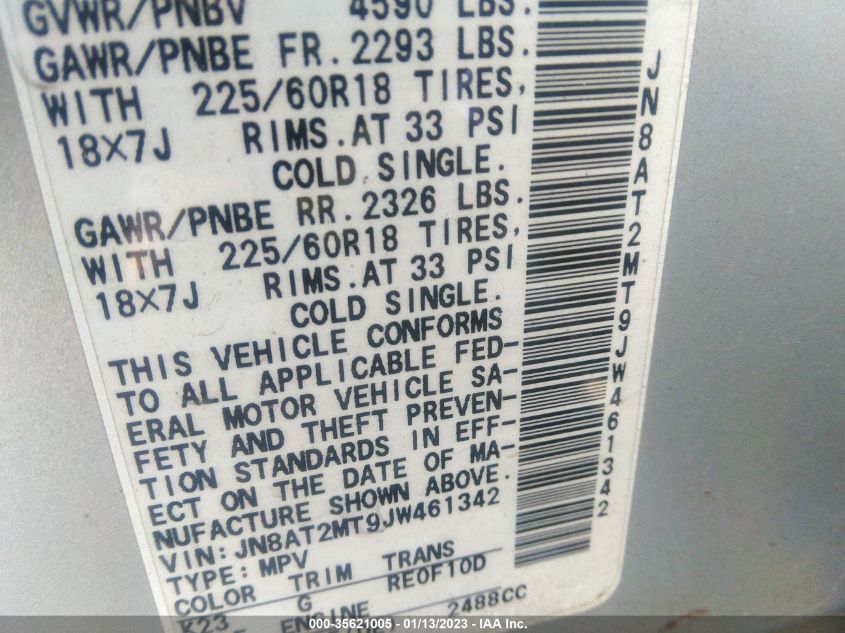 GVWR/PNBV 4590 LBS.
GAWR/PNBE FR. 2293 LBS.
WITH 225/60R18 TIRES,
18X7J RIMS. AT 33 PSI
COLD SINGLE.
GAWR/PNBE RR. 2326 LBS.
WITH 225/60R18 TIRES,
18X7J RIMS. AT 33 PSI
COLD SINGLE.
THIS VEHICLE CONFORMS
TO ALL APPLICABLE FED-
ERAL MOTOR VEHICLE SA-
FETY AND THEFT PREVEN-
TION STANDARDS IN EFF-
ECT ON THE DATE OF MA-
NUFACTURE SHOWN ABOVE.
VIN: JN8AT2MT9JW461342
TYPE: MPV
COLOR TRIM TRANS
K23 G RE0F10D
ENGINE 2488CC
JN8AT2MT9JW461342
000-35621005 — 01/13/2023 — IAA Inc.